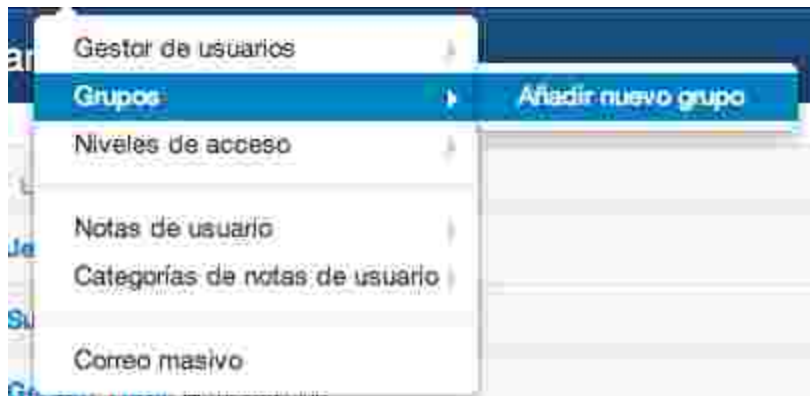 Gestor de usuarios
Grupos
Añadir nuevo grupo
Niveles de acceso
Notas de usuario
Categorías de notas de usuario
Correo masivo